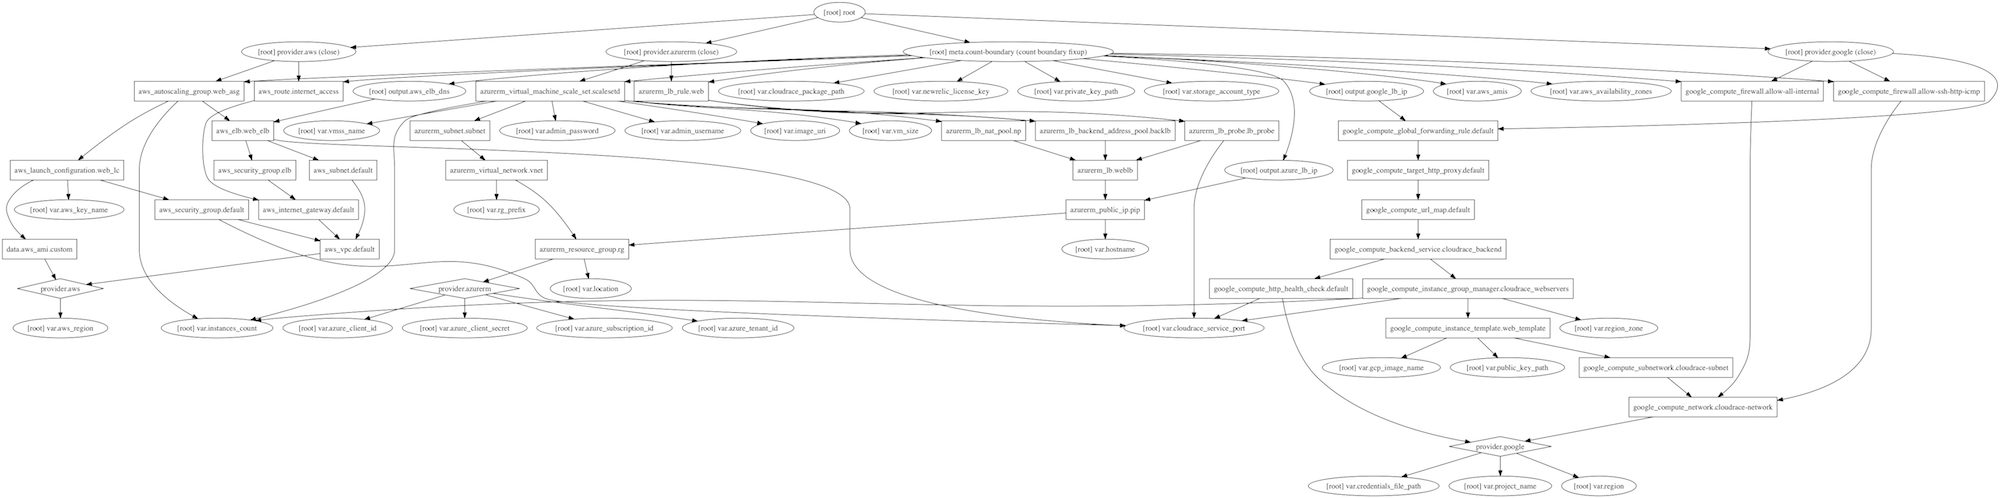 [root] root
[root] provider.aws (close)
[root] provider.azurerm (close)
[root] meta.count-boundary (count boundary fixup)
[root] provider.google (close)
aws_autoscaling_group.web_asg
aws_route.internet_access
[root] output.aws_elb_dns
azurerm_virtual_machine_scale_set.scalesetd
azurerm_lb_rule.web
[root] var.cloudrace_package_path
[root] var.newrelic_license_key
[root] var.private_key_path
[root] var.storage_account_type
[root] output.google_lb_ip
[root] var.aws_amis
[root] var.aws_availability_zones
google_compute_firewall.allow-all-internal
google_compute_firewall.allow-ssh-http-icmp
aws_elb.web_elb
[root] var.vmss_name
azurerm_subnet.subnet
[root] var.admin_password
[root] var.admin_username
[root] var.image_uri
[root] var.vm_size
azurerm_lb_nat_pool.np
azurerm_lb_backend_address_pool.backlb
azurerm_lb_probe.lb_probe
google_compute_global_forwarding_rule.default
aws_launch_configuration.web_lc
aws_security_group.elb
aws_subnet.default
azurerm_virtual_network.vnet
azurerm_lb.weblb
[root] output.azure_lb_ip
google_compute_target_http_proxy.default
[root] var.aws_key_name
aws_security_group.default
aws_internet_gateway.default
[root] var.rg_prefix
azurerm_public_ip.pip
google_compute_url_map.default
data.aws_ami.custom
aws_vpc.default
azurerm_resource_group.rg
[root] var.hostname
google_compute_backend_service.cloudrace_backend
provider.aws
provider.azurerm
[root] var.location
google_compute_http_health_check.default
google_compute_instance_group_manager.cloudrace_webservers
[root] var.aws_region
[root] var.instances_count
[root] var.azure_client_id
[root] var.azure_client_secret
[root] var.azure_subscription_id
[root] var.azure_tenant_id
[root] var.cloudrace_service_port
google_compute_instance_template.web_template
[root] var.region_zone
[root] var.gcp_image_name
[root] var.public_key_path
google_compute_subnetwork.cloudrace-subnet
google_compute_network.cloudrace-network
provider.google
[root] var.credentials_file_path
[root] var.project_name
[root] var.region